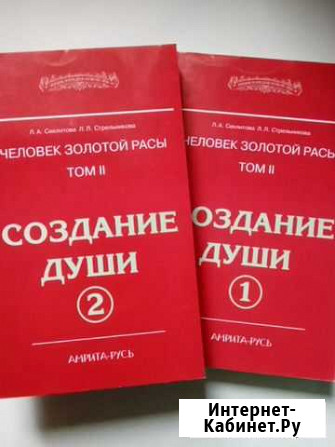 Л. А. Секлитова Л. Л. Стрельникова
ЧЕЛОВЕК ЗОЛОТОЙ РАСЫ
ТОМ II
СОЗДАНИЕ
ДУШИ
2
АМРИТА-РУСЬ
Л. А. Секлитова Л. Л. Стрельникова
ЧЕЛОВЕК ЗОЛОТОЙ РАСЫ
ТОМ II
ОЗДАНИЕ
ДУШИ
1
АМРИТА-РУСЬ
Интернет-
Кабинет.Ру